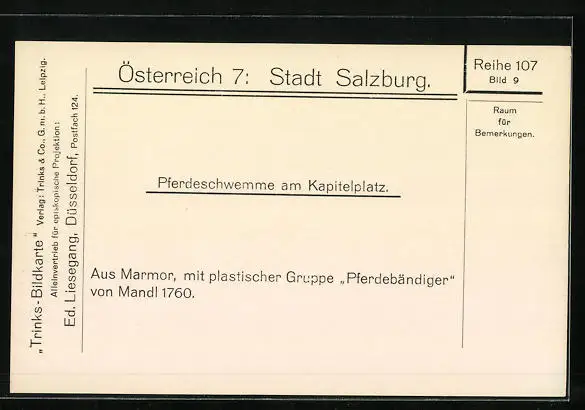 Österreich 7: Stadt Salzburg.
Reihe 107
Bild 9
Raum
für
Bemerkungen.
Pferdeschwemme am Kapitelplatz.
Aus Marmor, mit plastischer Gruppe „Pferdebändiger“
von Mandl 1760.
„Trinks-Bildkarte“ Verlag: Trinks & Co., G. m. b. H., Leipzig.
Alleinvertrieb für episkopische Projektion:
Ed. Liesegang, Düsseldorf, Postfach 124.